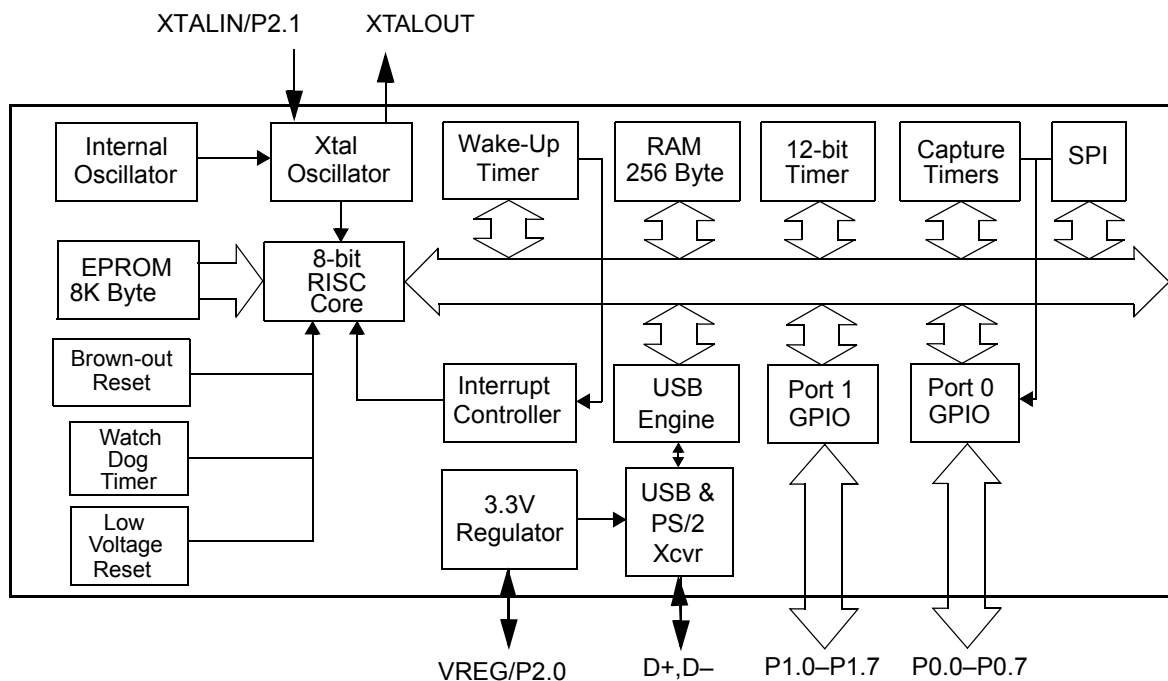 XTALIN/P2.1
XTALOUT
Internal
Oscillator
Xtal
Oscillator
Wake-Up
Timer
RAM
256 Byte
12-bit
Timer
Capture
Timers
SPI
EPROM
8K Byte
8-bit
RISC
Core
Brown-out
Reset
Interrupt
Controller
USB
Engine
Port 1
GPIO
Port 0
GPIO
Watch
Dog
Timer
3.3V
Regulator
USB &
PS/2
Xcvr
Low
Voltage
Reset
VREG/P2.0
D+,D–
P1.0–P1.7
P0.0–P0.7